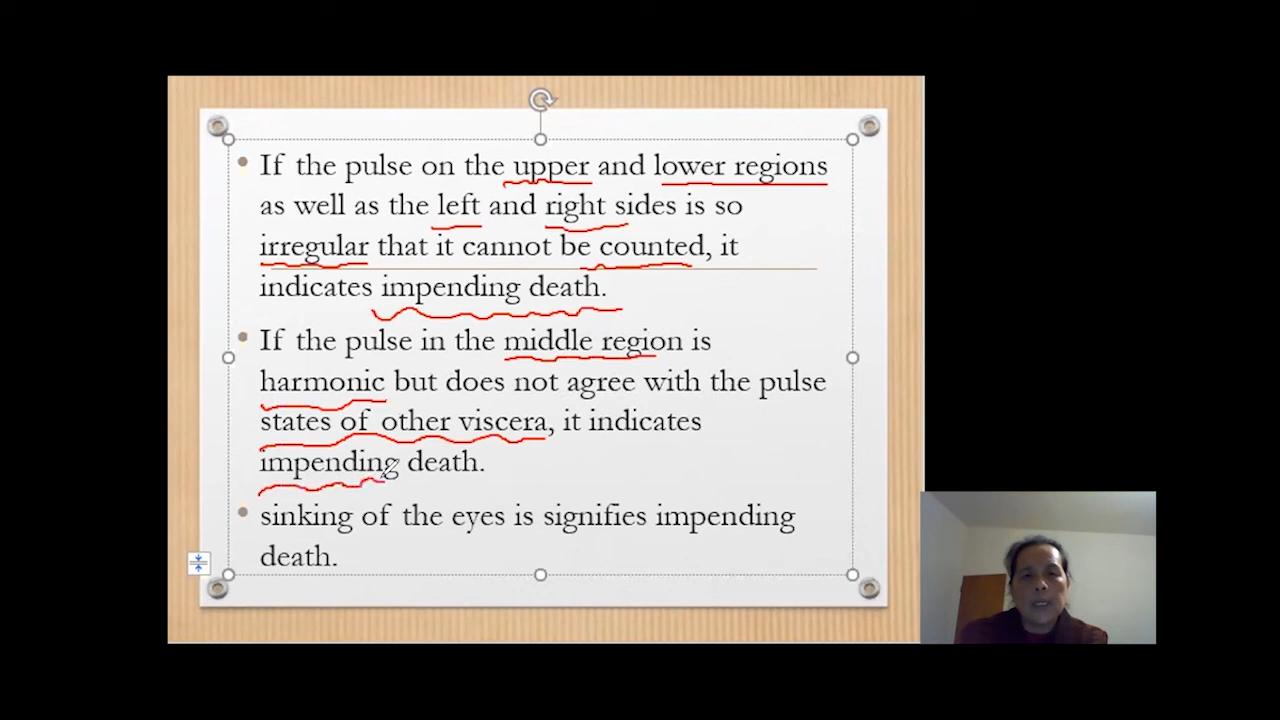 If the pulse on the upper and lower regions
as well as the left and right sides is so
irregular that it cannot be counted, it
indicates impending death.
If the pulse in the middle region is
harmonic but does not agree with the pulse
states of other viscera, it indicates
impending death.
sinking of the eyes is signifies impending
death.